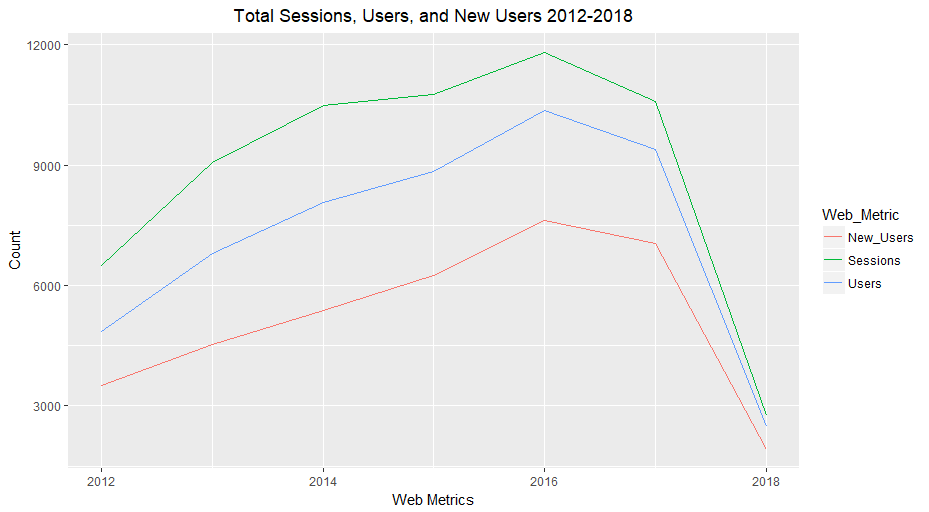 Total Sessions, Users, and New Users 2012-2018
12000
9000
6000
3000
Count
2012 2014 2016 2018
Web Metrics
Web_Metric
New_Users
Sessions
Users